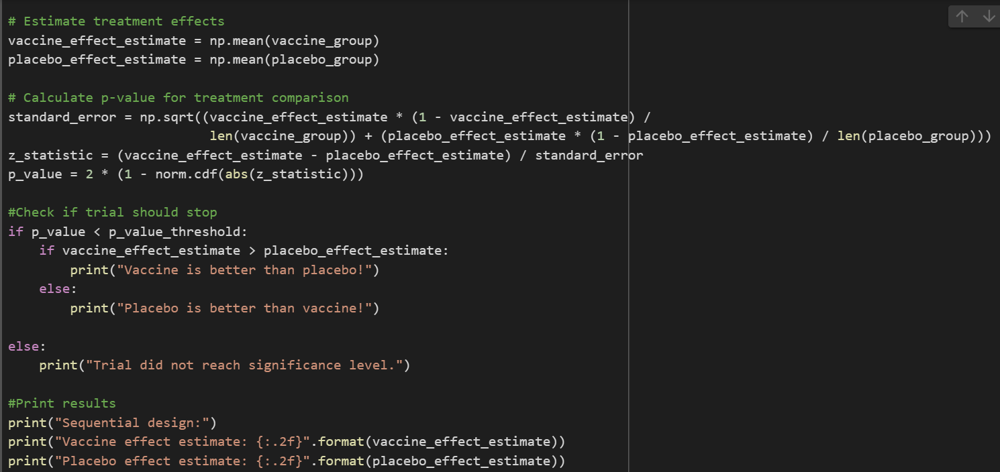 # Estimate treatment effects
vaccine_effect_estimate = np.mean(vaccine_group)
placebo_effect_estimate = np.mean(placebo_group)

# Calculate p-value for treatment comparison
standard_error = np.sqrt((vaccine_effect_estimate * (1 - vaccine_effect_estimate) /
                          len(vaccine_group)) + (placebo_effect_estimate * (1 - placebo_effect_estimate) / len(placebo_group)))
z_statistic = (vaccine_effect_estimate - placebo_effect_estimate) / standard_error
p_value = 2 * (1 - norm.cdf(abs(z_statistic)))

#Check if trial should stop
if p_value < p_value_threshold:
    if vaccine_effect_estimate > placebo_effect_estimate:
        print("Vaccine is better than placebo!")
    else:
        print("Placebo is better than vaccine!")

else:
    print("Trial did not reach significance level.")

#Print results
print("Sequential design:")
print("Vaccine effect estimate: {:.2f}".format(vaccine_effect_estimate))
print("Placebo effect estimate: {:.2f}".format(placebo_effect_estimate))